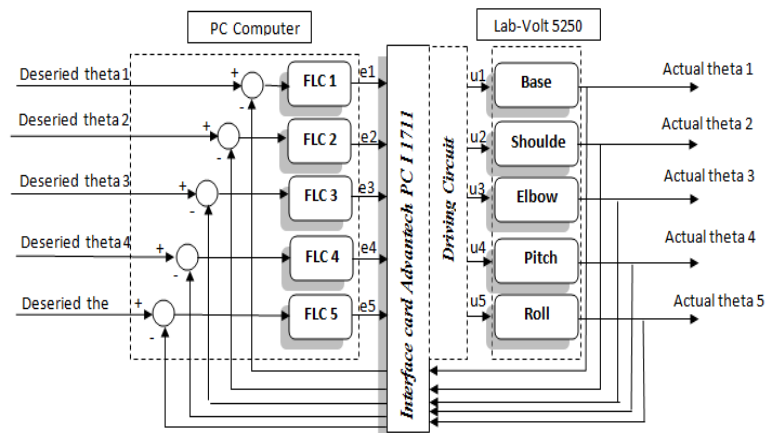 PC Computer
Lab-Volt 5250
Deseried theta 1
+
-
FLC 1
e1
u1
Base
Actual theta 1
Deseried theta 2
+
-
FLC 2
e2
u2
Shoulde
Actual theta 2
Deseried theta 3
+
-
FLC 3
e3
u3
Elbow
Actual theta 3
Deseried theta 4
+
-
FLC 4
e4
u4
Pitch
Actual theta 4
Deseried the
+
-
FLC 5
e5
u5
Roll
Actual theta 5
Interface card Advantech PC I 1711
Driving Circuit